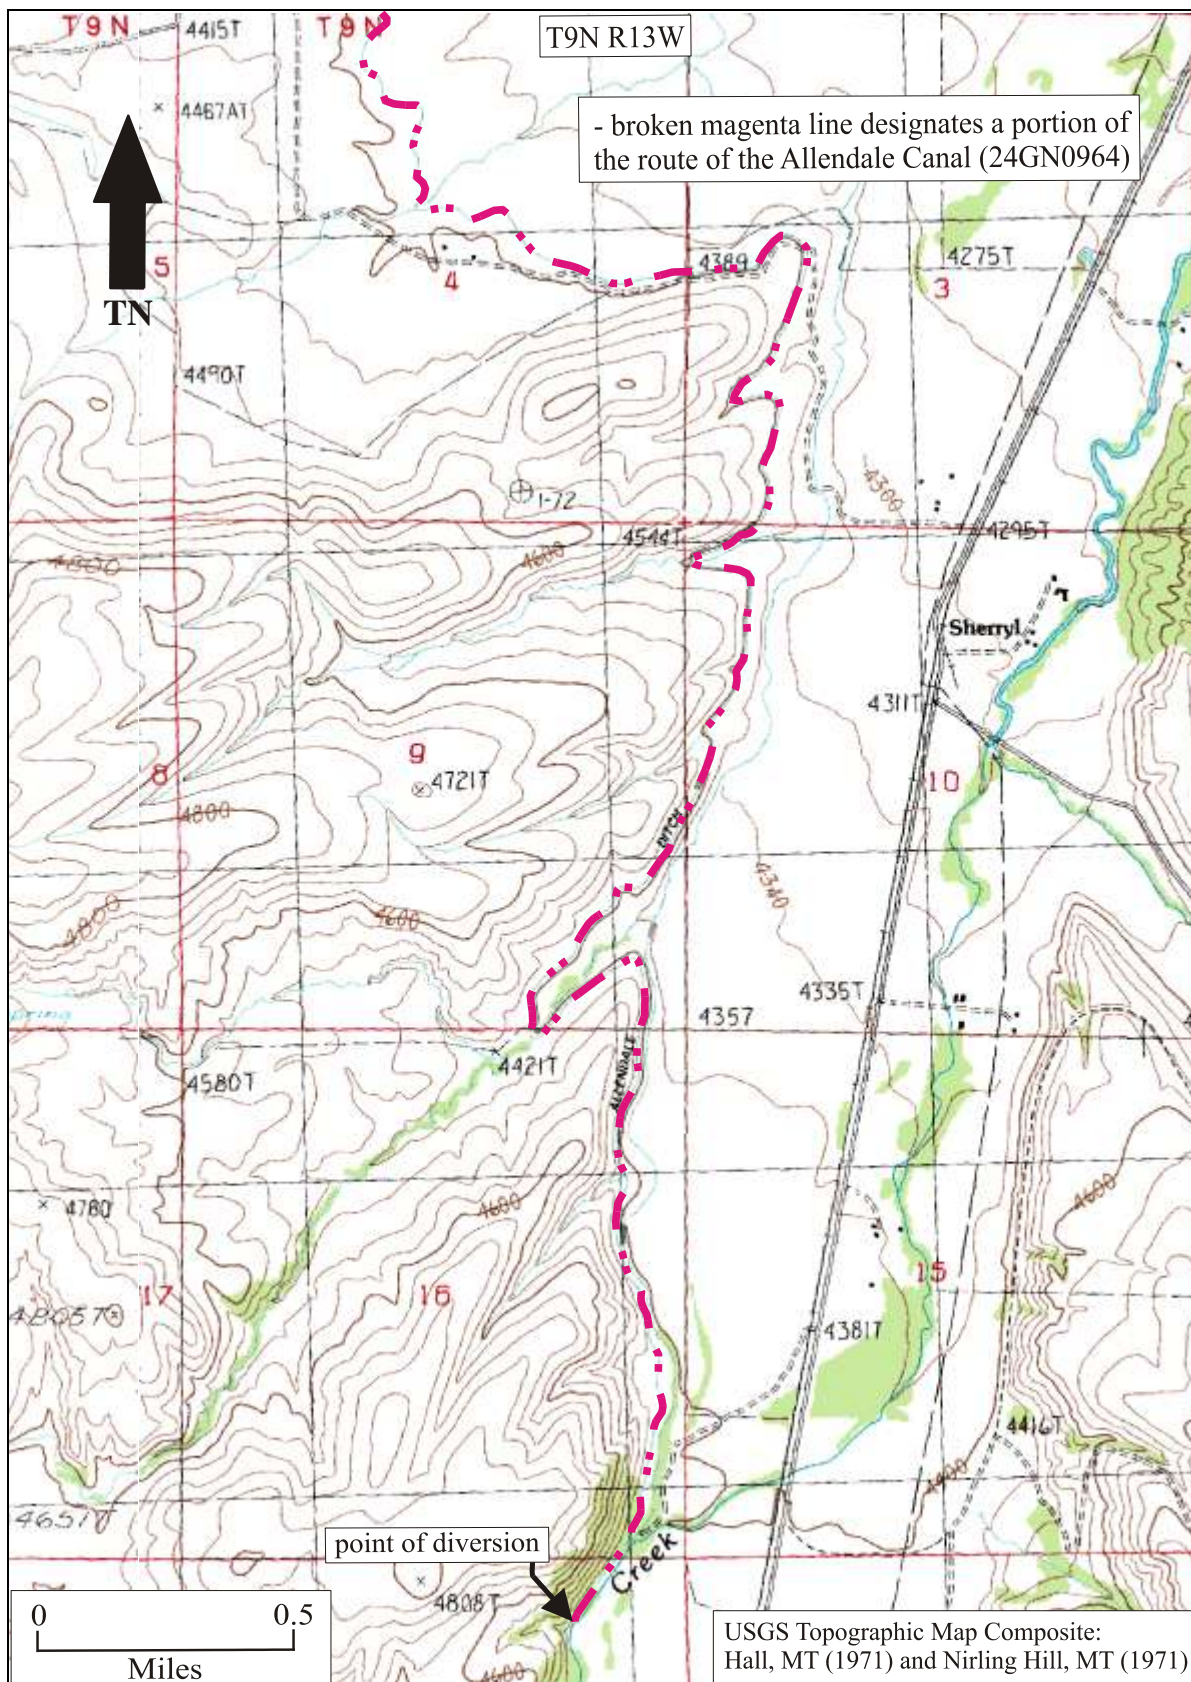 T9N T9N
4415T
T9N R13W
4467AT
- broken magenta line designates a portion of
the route of the Allendale Canal (24GN0964)
TN
5
4
4389
4275T
3
4490T
1-72
4300
4544T
4295T
4800
4600
Sherryl
4311T
9
8
4721T
10
4800
DITCH
4340
4800
4600
4335T
4357
4421T
4580T
ALLENDALE
4780
4600
4600
17
16
15
4381T
4416T
4400
4651T
point of diversion
Creek
4808T
4600
0 0.5
Miles
USGS Topographic Map Composite:
Hall, MT (1971) and Nirling Hill, MT (1971)